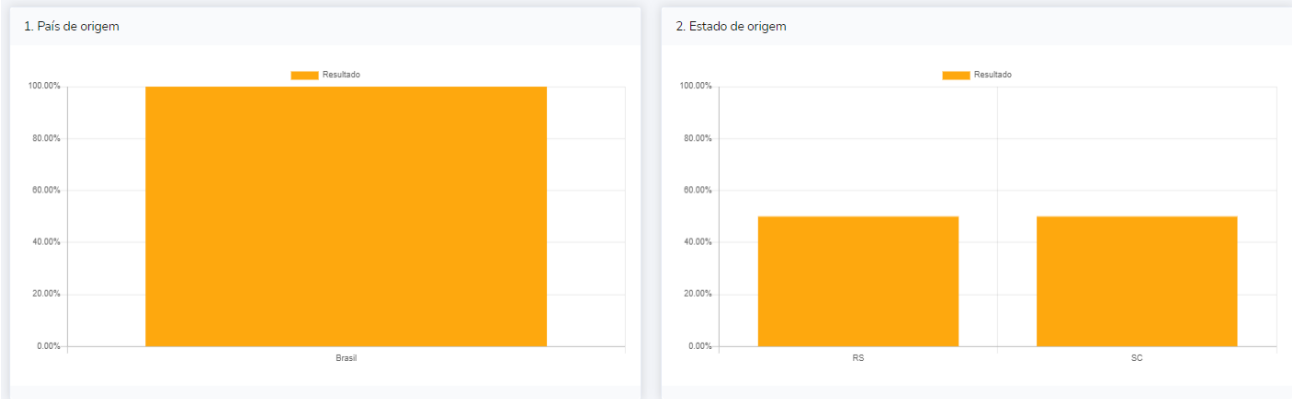 1. País de origem
Resultado
100.00%
80.00%
60.00%
40.00%
20.00%
0.00%
Brasil
2. Estado de origem
Resultado
100.00%
80.00%
60.00%
40.00%
20.00%
0.00%
RS
SC